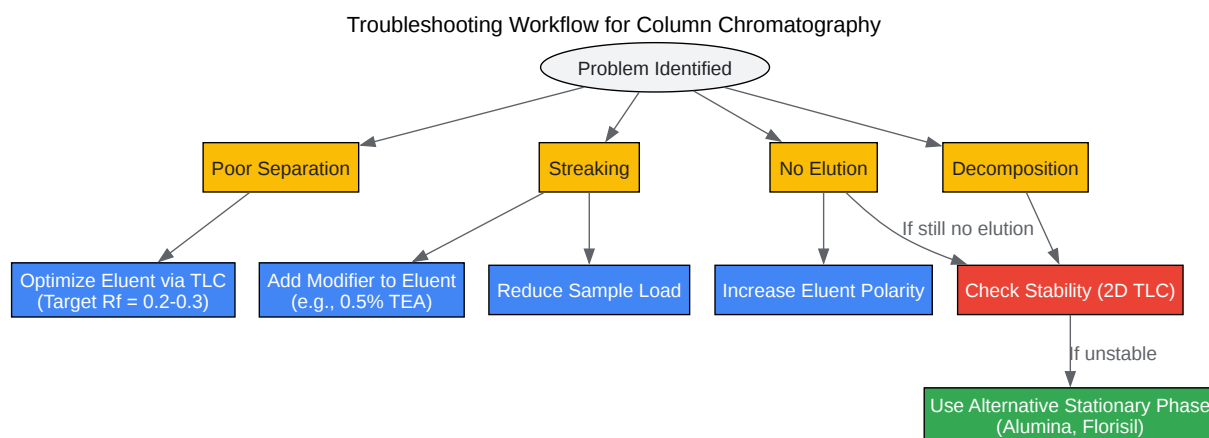 Troubleshooting Workflow for Column Chromatography
Problem Identified
Poor Separation
Streaking
No Elution
Decomposition
If still no elution
Optimize Eluent via TLC
(Target Rf = 0.2-0.3)
Add Modifier to Eluent
(e.g., 0.5% TEA)
Reduce Sample Load
Increase Eluent Polarity
Check Stability (2D TLC)
If unstable
Use Alternative Stationary Phase
(Alumina, Florisil)